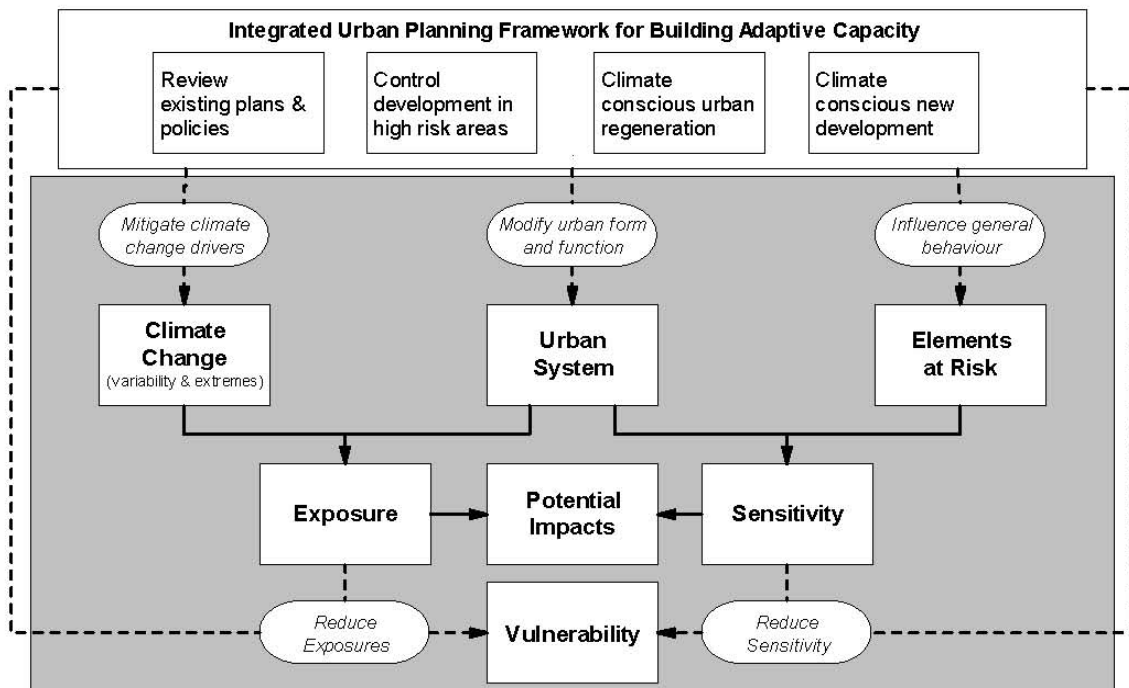 Integrated Urban Planning Framework for Building Adaptive Capacity
Review
existing plans &
policies
Control
development in
high risk areas
Climate
conscious urban
regeneration
Climate
conscious new
development
Mitigate climate
change drivers
Modify urban form
and function
Influence general
behaviour
Climate
Change
(variability & extremes)
Urban
System
Elements
at Risk
Exposure
Potential
Impacts
Sensitivity
Reduce
Exposures
Vulnerability
Reduce
Sensitivity